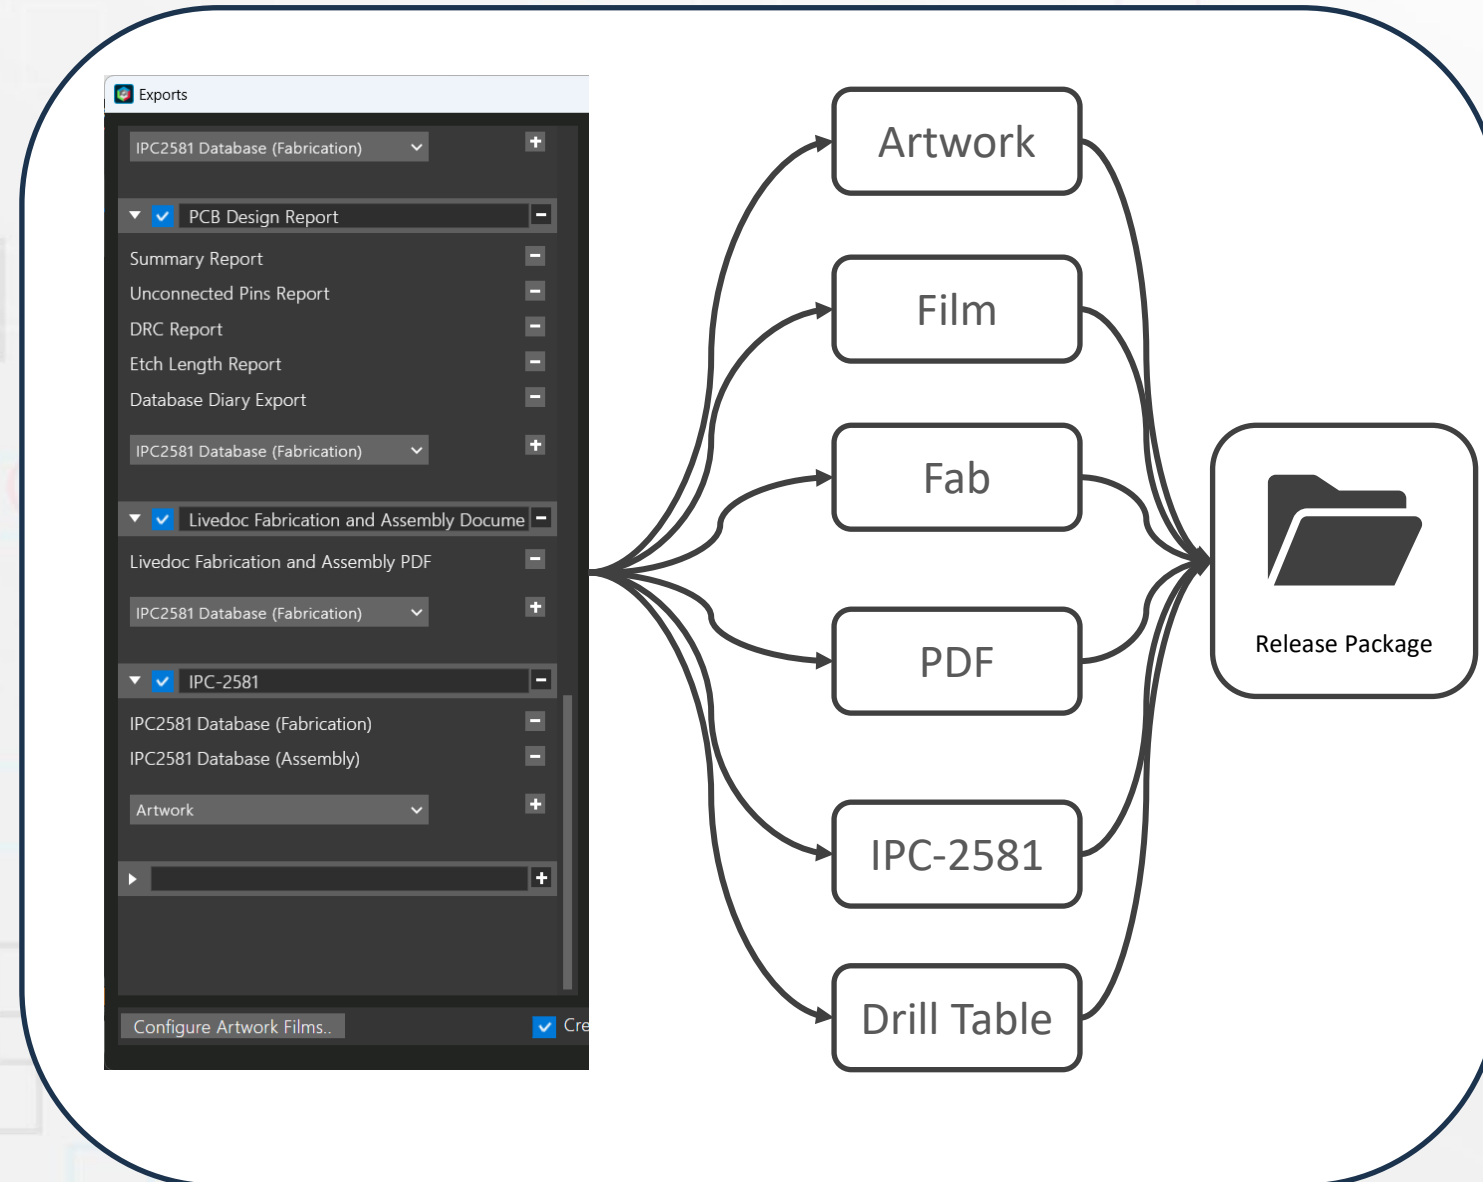 Exports
IPC2581 Database (Fabrication)
PCB Design Report
Summary Report
Unconnected Pins Report
DRC Report
Etch Length Report
Database Diary Export
IPC2581 Database (Fabrication)
Livedoc Fabrication and Assembly Docume
Livedoc Fabrication and Assembly PDF
IPC2581 Database (Fabrication)
IPC-2581
IPC2581 Database (Fabrication)
IPC2581 Database (Assembly)
Artwork
Configure Artwork Films..
Cre
Artwork
Film
Fab
PDF
IPC-2581
Drill Table
Release Package